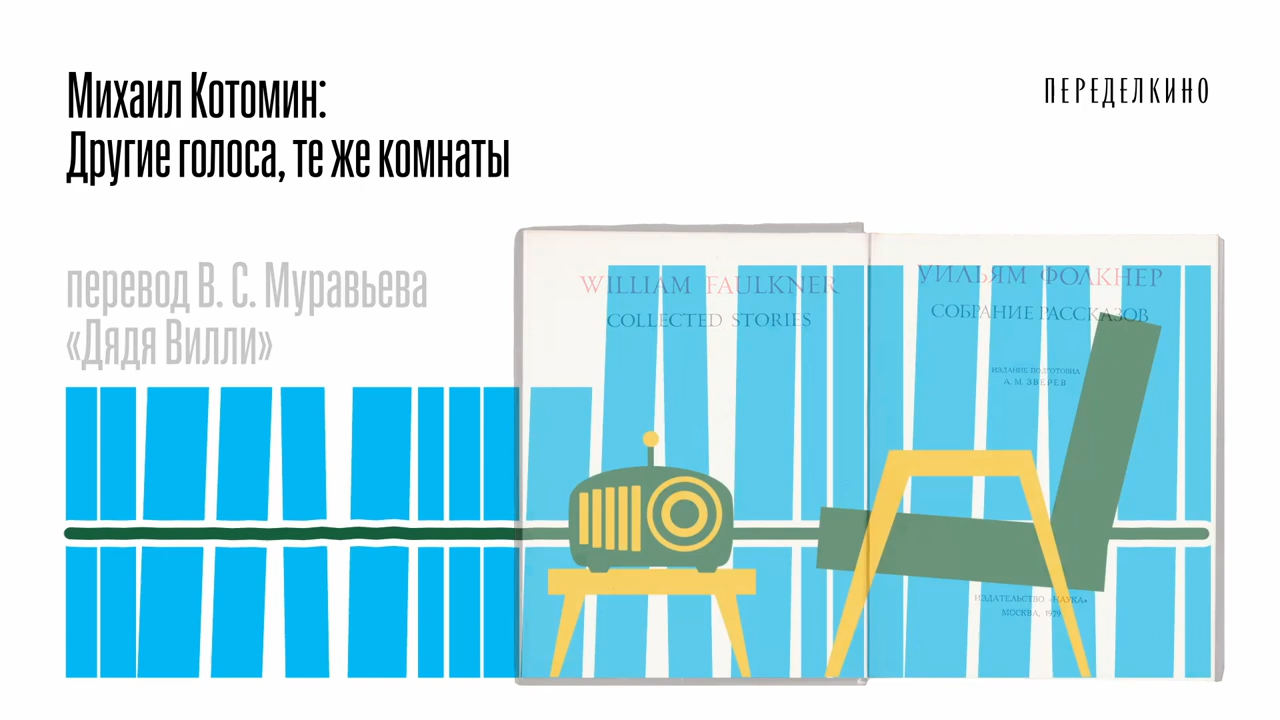 Михаил Котомин:
Другие голоса, те же комнаты
ПЕРЕДЕЛКИНО
перевод В. С. Муравьева
«Дядя Вилли»
WILLIAM FAULKNER
COLLECTED STORIES
УИЛЬЯМ ФОЛКНЕР
СОБРАНИЕ РАССКАЗОВ
ИЗДАНИЕ ПОДГОТОВИЛ
А. М. ЗВЕРЕВ
ИЗДАТЕЛЬСТВО «НАУКА»
МОСКВА, 1979